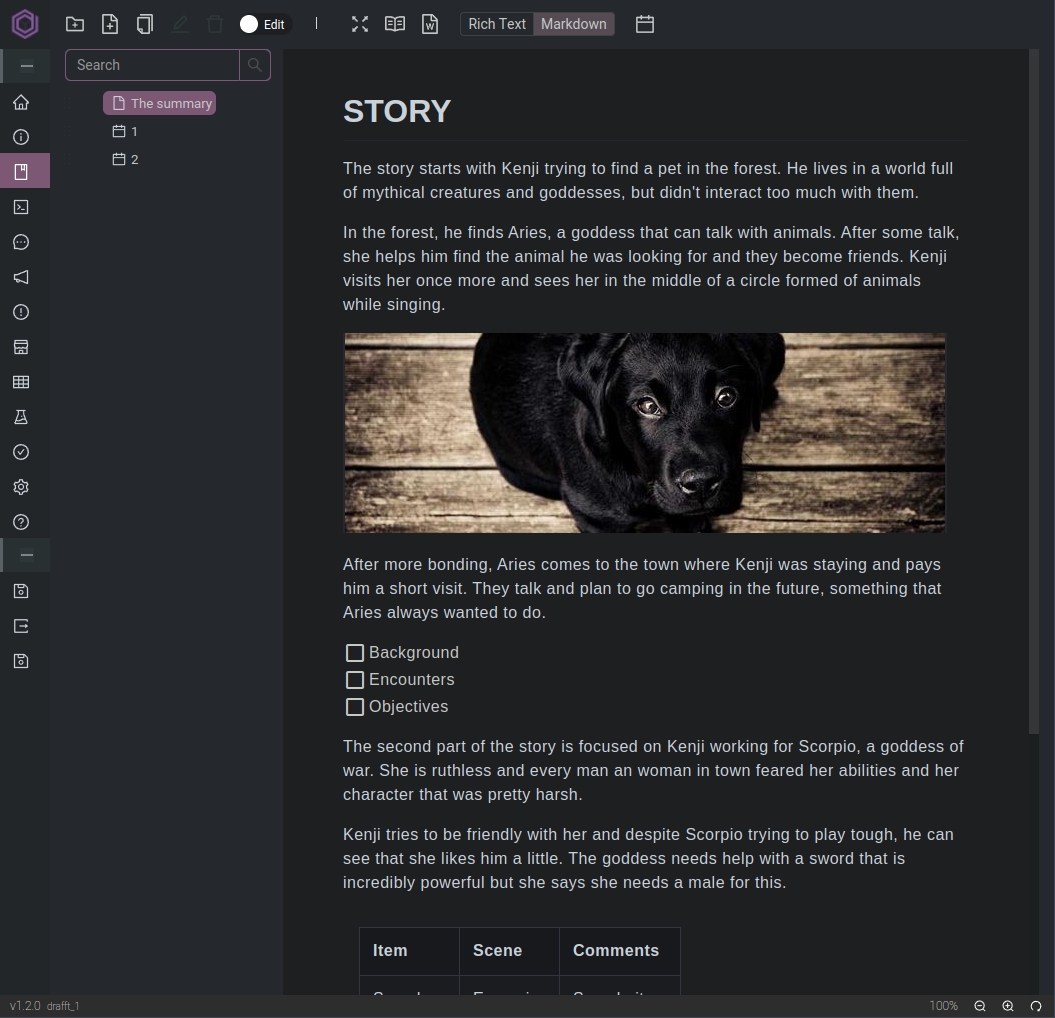 Edit
Rich Text Markdown
Search
The summary
1
2
STORY
The story starts with Kenji trying to find a pet in the forest. He lives in a world full
of mythical creatures and goddesses, but didn't interact too much with them.
In the forest, he finds Aries, a goddess that can talk with animals. After some talk,
she helps him find the animal he was looking for and they become friends. Kenji
visits her once more and sees her in the middle of a circle formed of animals
while singing.
After more bonding, Aries comes to the town where Kenji was staying and pays
him a short visit. They talk and plan to go camping in the future, something that
Aries always wanted to do.
Background
Encounters
Objectives
The second part of the story is focused on Kenji working for Scorpio, a goddess of
war. She is ruthless and every man an woman in town feared her abilities and her
character that was pretty harsh.
Kenji tries to be friendly with her and despite Scorpio trying to play tough, he can
see that she likes him a little. The goddess needs help with a sword that is
incredibly powerful but she says she needs a male for this.
Item Scene Comments
v1.2.0 drafft_1
100%